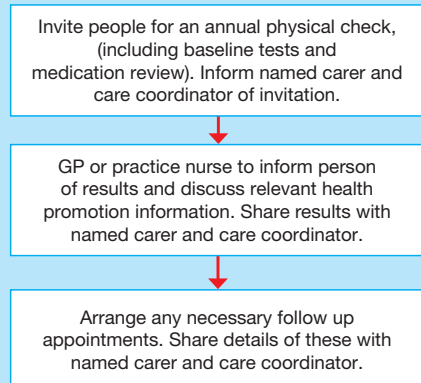 Invite people for an annual physical check,
(including baseline tests and
medication review). Inform named carer and
care coordinator of invitation.
GP or practice nurse to inform person
of results and discuss relevant health
promotion information. Share results with
named carer and care coordinator.
Arrange any necessary follow up
appointments. Share details of these with
named carer and care coordinator.